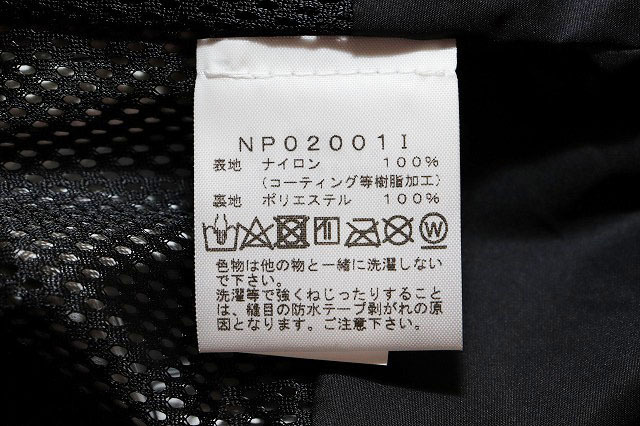 NP02001I
表地 ナイロン 100%
(コーティング等樹脂加工)
裏地 ポリエステル 100%
W
色物は他の物と一緒に洗濯しない
で下さい。
洗濯等で強くねじったりすること
は、縫目の防水テープ剥がれの原
因となります。ご注意下さい。